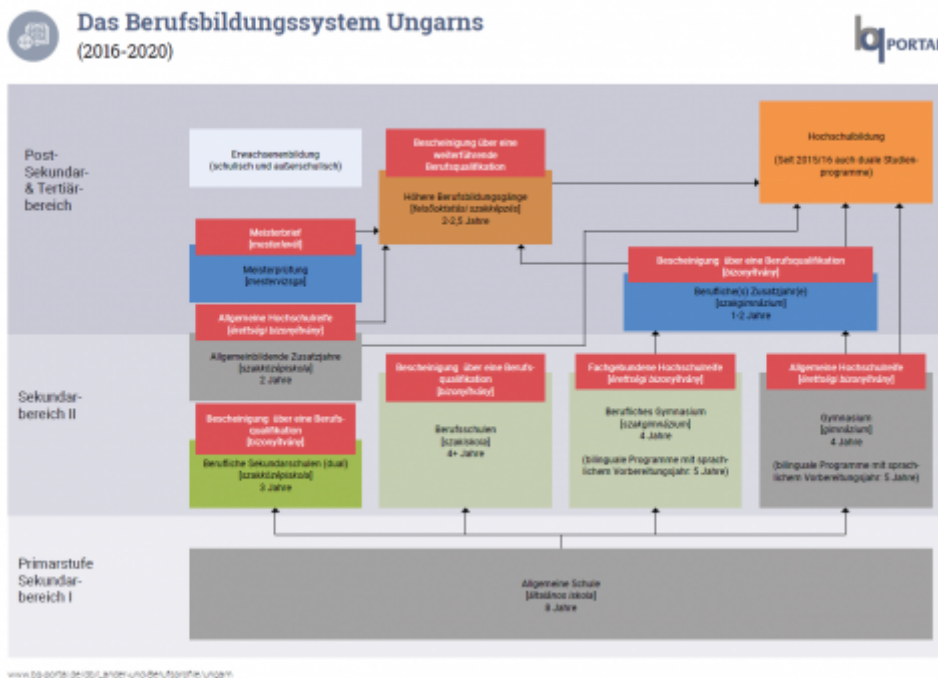 Das Berufsbildungssystem Ungarns
(2016-2020)
bq PORTAL
Post-
Sekundar-
& Tertiär-
bereich
Erwachsenenbildung
(schulisch und außerschulisch)
Bescheinigung über eine
weiterführende
Berufsqualifikation
Höhere Berufsbildungsgänge
[felsőoktatási szakképzés]
2-2,5 Jahre
Hochschulbildung
(Seit 2015/16 auch duale Studien-
programme)
Meisterbrief
[mesterlevél]
Meisterprüfung
[mestervizsga]
Bescheinigung über eine Berufsqualifikation
[bizonyítvány]
Berufliche(s) Zusatzjahr(e)
[szakgimnázium]
1-2 Jahre
Sekundar-
bereich II
Allgemeine Hochschulreife
[érettségi bizonyítvány]
Allgemeinbildende Zusatzjahre
[szakközépiskola]
2 Jahre
Bescheinigung über eine Berufs-
qualifikation
[bizonyítvány]
Berufliche Sekundarschulen (dual)
[szakközépiskola]
3 Jahre
Bescheinigung über eine Berufs-
qualifikation
[bizonyítvány]
Berufsschulen
[szakiskola]
4+ Jahre
Fachgebundene Hochschulreife
[érettségi bizonyítvány]
Berufliches Gymnasium
[szakgimnázium]
4 Jahre
(bilinguale Programme mit sprach-
lichem Vorbereitungsjahr: 5 Jahre)
Allgemeine Hochschulreife
[érettségi bizonyítvány]
Gymnasium
[gimnázium]
4 Jahre
(bilinguale Programme mit sprach-
lichem Vorbereitungsjahr: 5 Jahre)
Primarstufe
Sekundar-
bereich I
Allgemeine Schule
[általános iskola]
8 Jahre